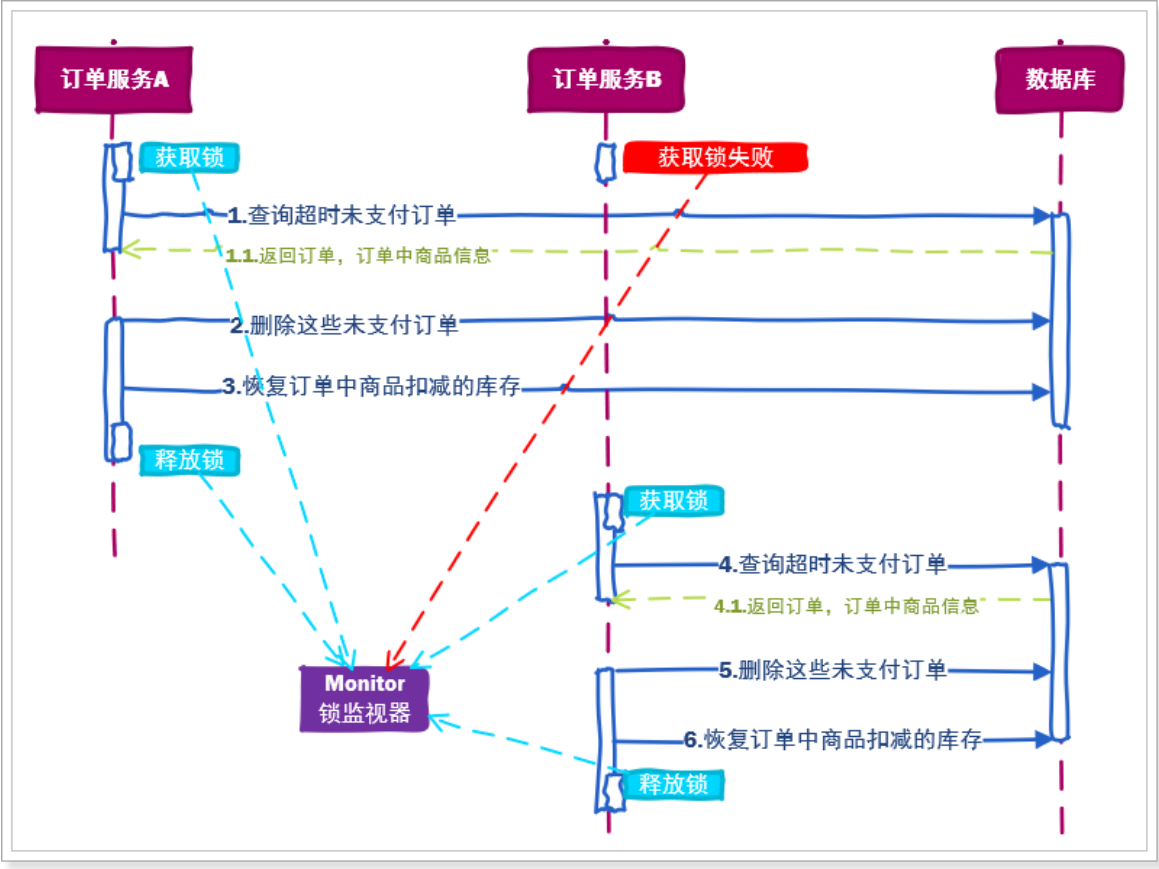 订单服务A
订单服务B
数据库
获取锁
获取锁失败
1.查询超时未支付订单
1.1.返回订单，订单中商品信息
2.删除这些未支付订单
3.恢复订单中商品扣减的库存
释放锁
获取锁
4.查询超时未支付订单
4.1.返回订单，订单中商品信息
5.删除这些未支付订单
Monitor
锁监视器
6.恢复订单中商品扣减的库存
释放锁